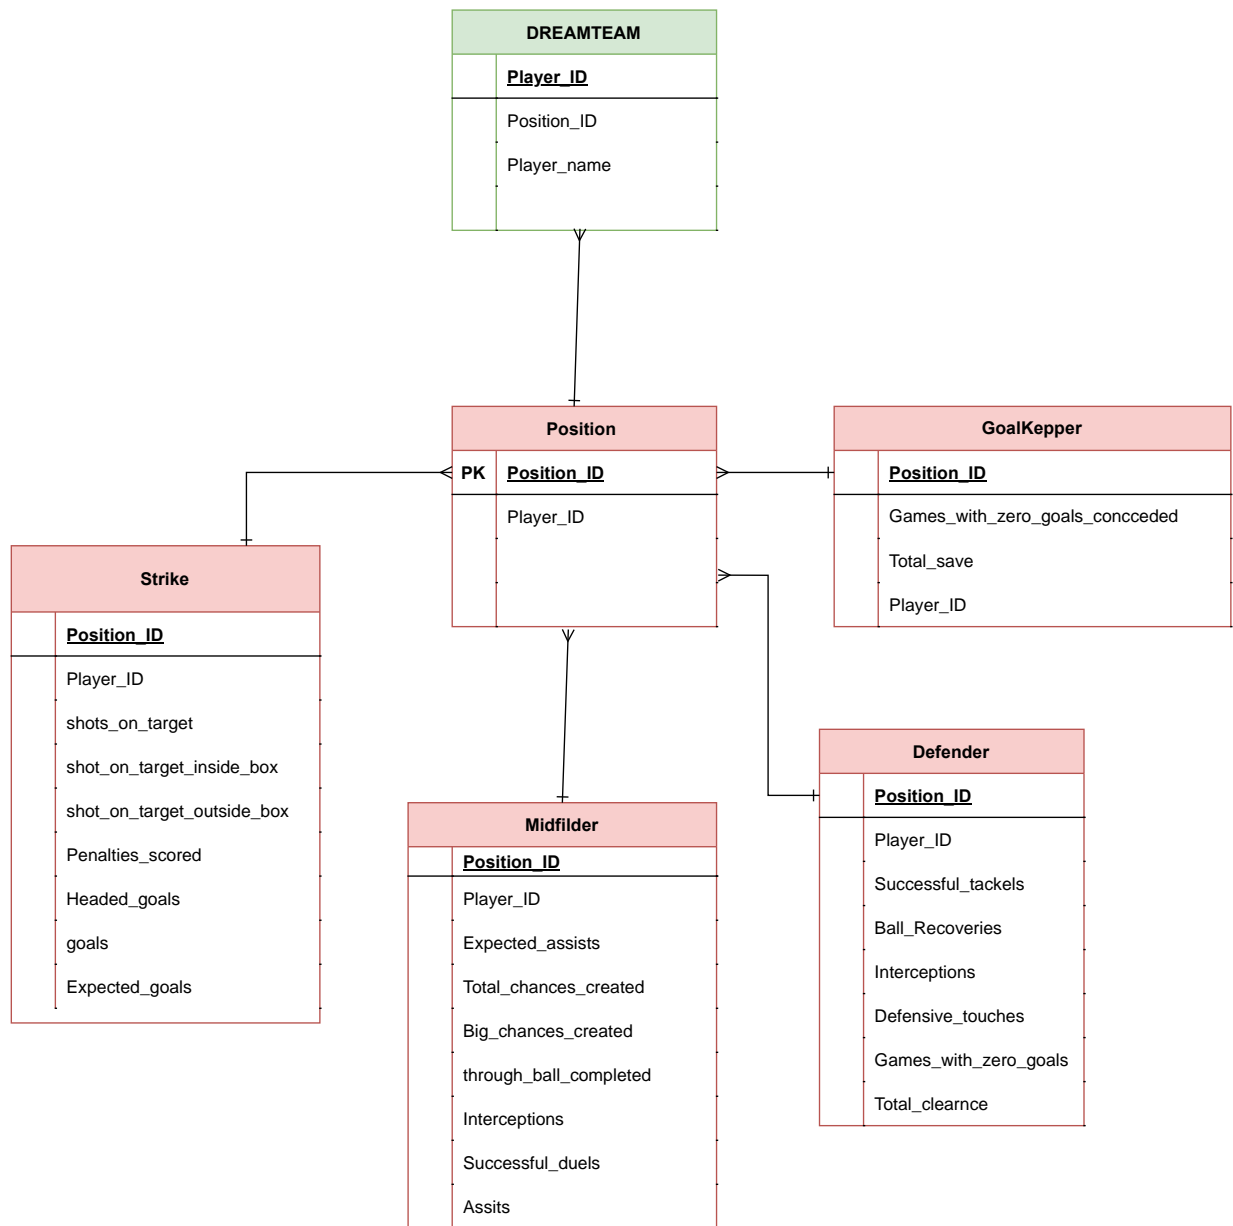 DREAMTEAM
Player_ID
Position_ID
Player_name
Position
PK Position_ID
Player_ID
GoalKepper
Position_ID
Games_with_zero_goals_concceded
Total_save
Player_ID
Strike
Position_ID
Player_ID
shots_on_target
shot_on_target_inside_box
shot_on_target_outside_box
Penalties_scored
Headed_goals
goals
Expected_goals
Midfilder
Position_ID
Player_ID
Expected_assists
Total_chances_created
Big_chances_created
through_ball_completed
Interceptions
Successful_duels
Assits
Defender
Position_ID
Player_ID
Successful_tackels
Ball_Recoveries
Interceptions
Defensive_touches
Games_with_zero_goals
Total_clearnce